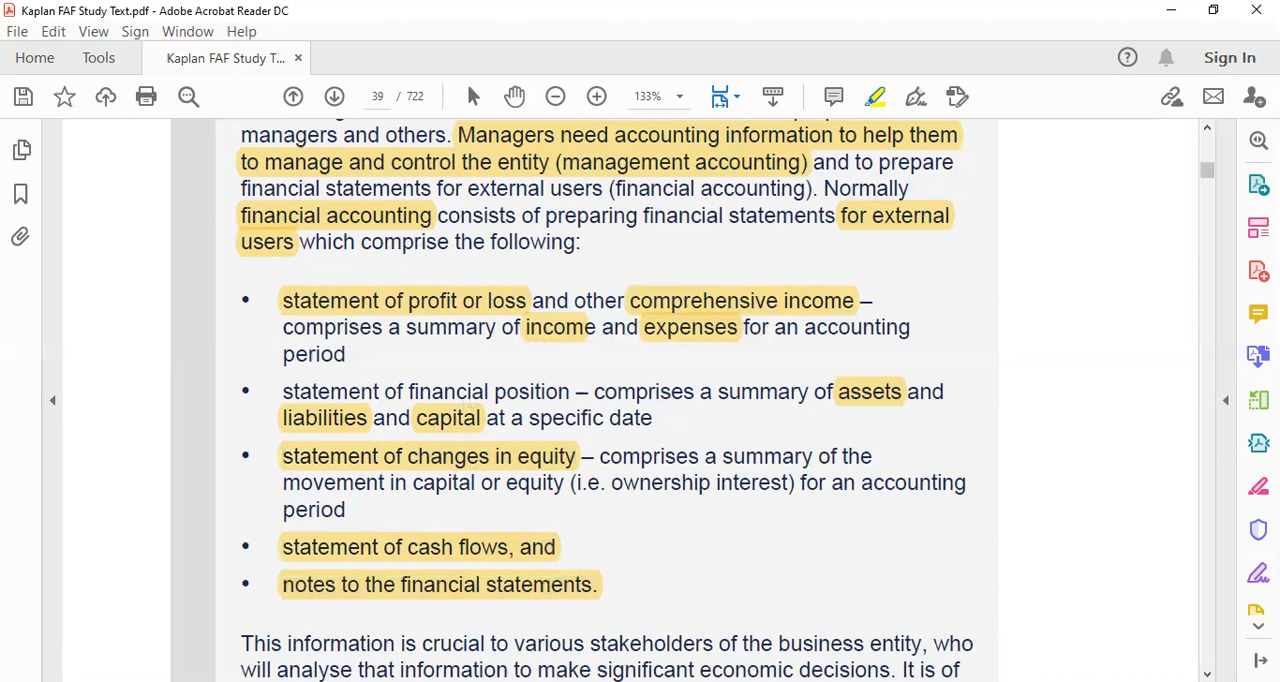 Kaplan FAF Study Text.pdf - Adobe Acrobat Reader DC
File Edit View Sign Window Help
Home Tools Kaplan FAF Study T... × Sign In
39 / 722 133%
managers and others. Managers need accounting information to help them
to manage and control the entity (management accounting) and to prepare
financial statements for external users (financial accounting). Normally
financial accounting consists of preparing financial statements for external
users which comprise the following:
• statement of profit or loss and other comprehensive income –
comprises a summary of income and expenses for an accounting
period
• statement of financial position – comprises a summary of assets and
liabilities and capital at a specific date
• statement of changes in equity – comprises a summary of the
movement in capital or equity (i.e. ownership interest) for an accounting
period
• statement of cash flows, and
• notes to the financial statements.
This information is crucial to various stakeholders of the business entity, who
will analyse that information to make significant economic decisions. It is of